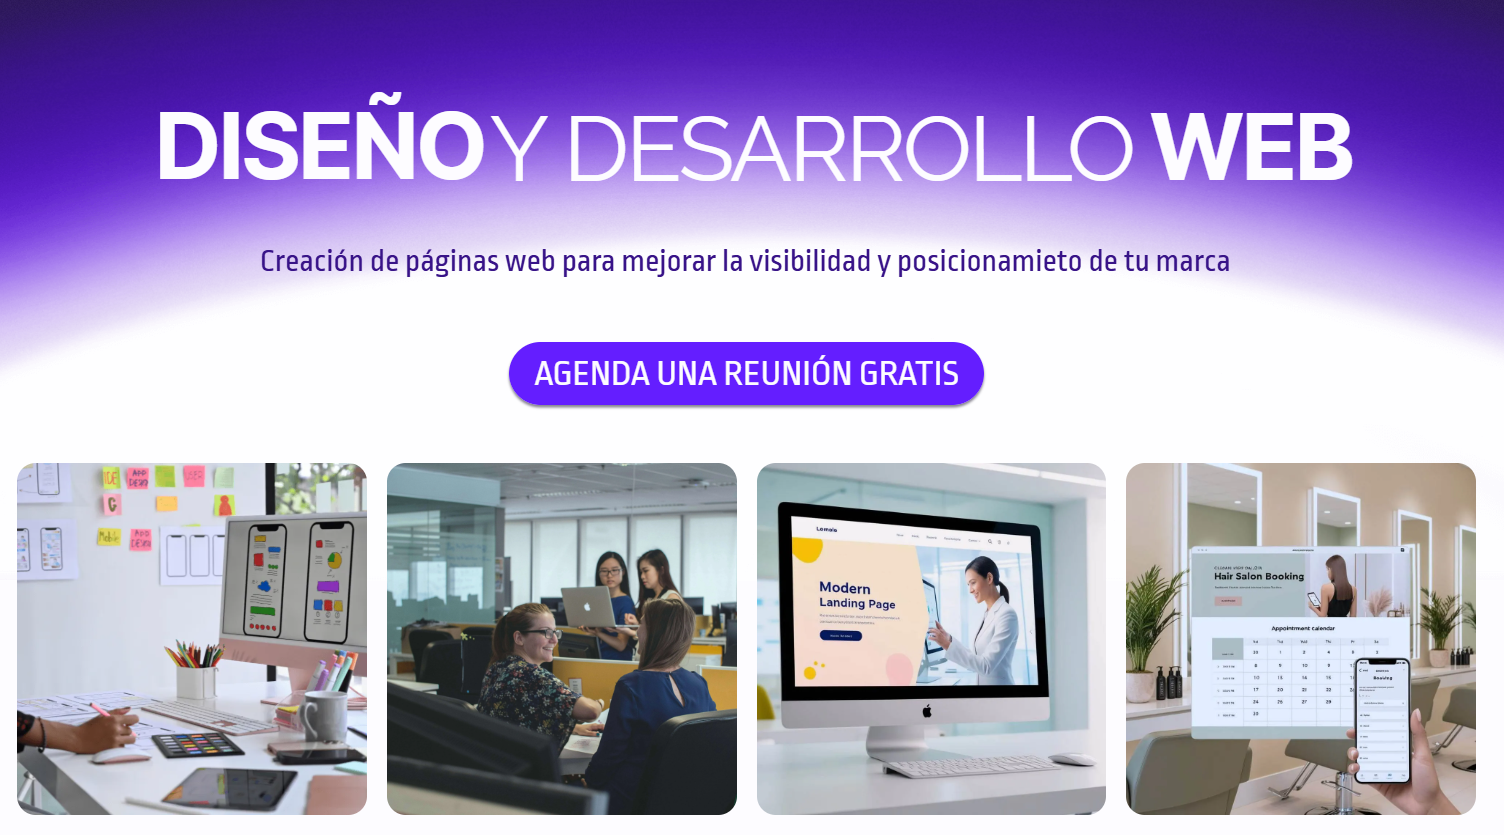 DISEÑO Y DESARROLLO WEB
Creación de páginas web para mejorar la visibilidad y posicionamieto de tu marca
AGENDA UNA REUNIÓN GRATIS
Modern
Landing Page
Hair Salon Booking
Appointment calendar
Booking